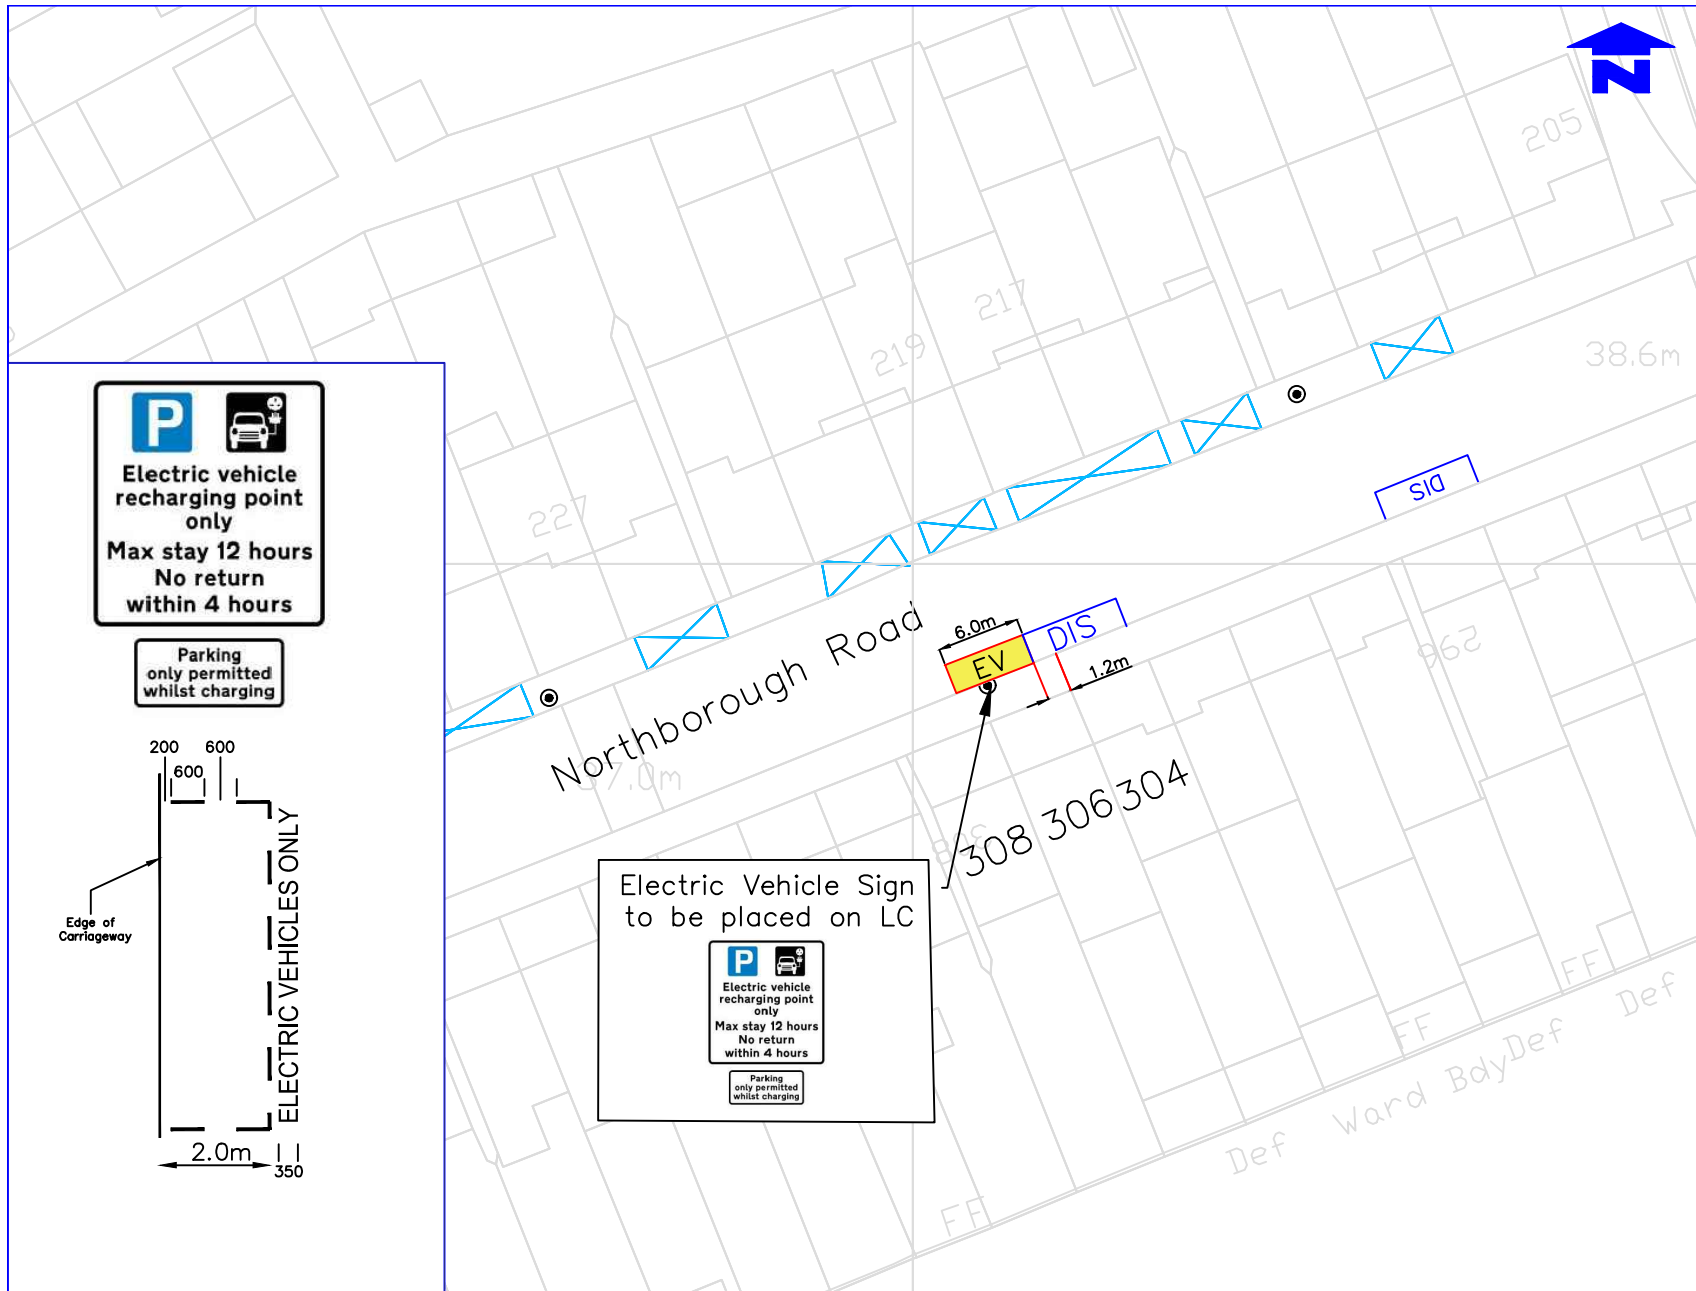 N
205
217
219
227
38.6m
DIS
Northborough Road
6.0m
EV
DIS
1.2m
296
37.0m
308
308 306 304
P
Electric vehicle
recharging point
only
Max stay 12 hours
No return
within 4 hours
Parking
only permitted
whilst charging
200 600
600
ELECTRIC VEHICLES ONLY
Edge of
Carriageway
2.0m
350
Electric Vehicle Sign
to be placed on LC
P
Electric vehicle
recharging point
only
Max stay 12 hours
No return
within 4 hours
Parking
only permitted
whilst charging
FF
Def
FF
Def
Ward Bdy
Def
FF